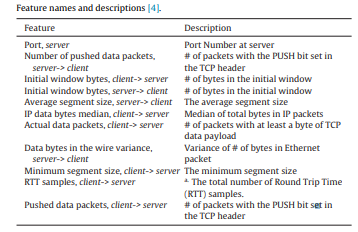 Feature names and descriptions [4].
Feature Description
Port, server Port Number at server
Number of pushed data packets, # of packets with the PUSH bit set in
server-> client the TCP header
Initial window bytes, client-> server # of bytes in the initial window
Initial window bytes, server-> client # of bytes in the initial window
Average segment size, server-> client The average segment size
IP data bytes median, client-> server Median of total bytes in IP packets
Actual data packets, client-> server # of packets with at least a byte of TCP
data payload
Data bytes in the wire variance, Variance of # of bytes in Ethernet
server-> client packet
Minimum segment size, client-> server The minimum segment size
RTT samples, client-> server a. The total number of Round Trip Time
(RTT) samples.
Pushed data packets, client-> server # of packets with the PUSH bit set in
the TCP header